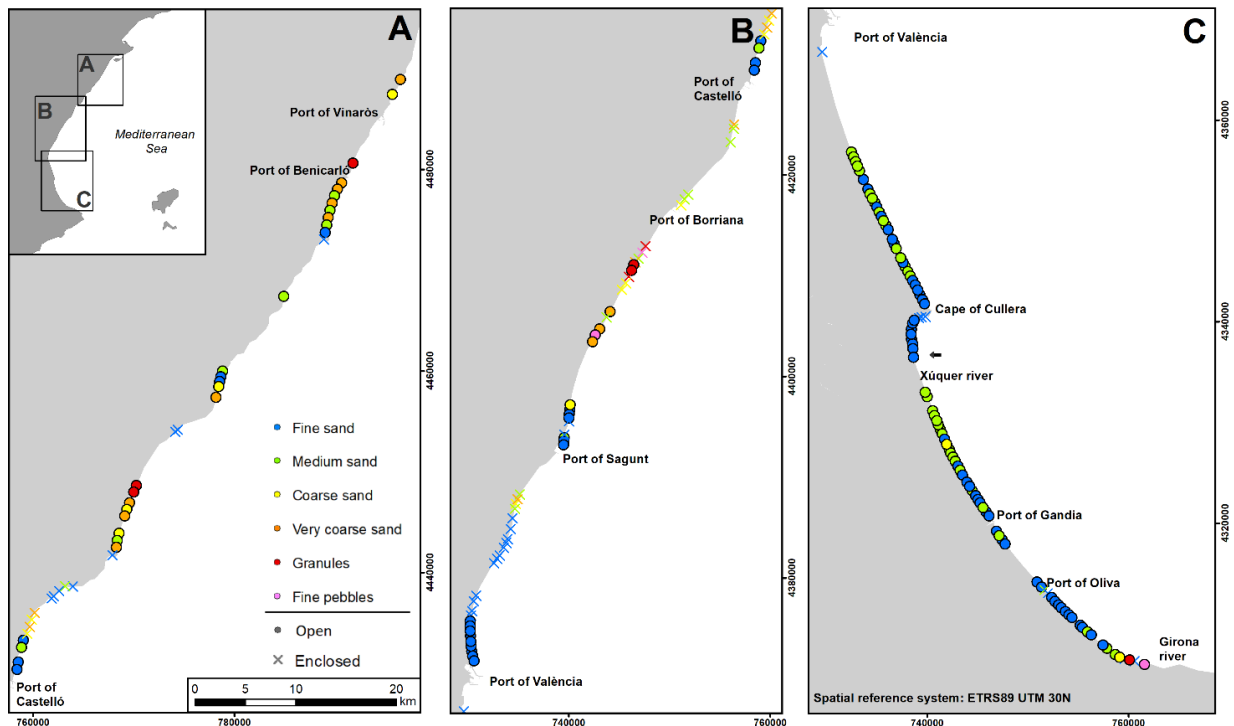 A
B
C
Mediterranean
Sea
A
Port of Vinaròs
Port of Benicarló
4480000
4460000
4440000
Fine sand
Medium sand
Coarse sand
Very coarse sand
Granules
Fine pebbles
Open
Enclosed
Port of
Castelló
0 5 10 20
km
760000
780000
B
Port of
Castelló
Port of Borriana
Port of Sagunt
Port of València
4420000
4400000
4380000
740000
760000
C
Port of València
Cape of Cullera
Xúquer river
Port of Gandia
Port of Oliva
Girona
river
Spatial reference system: ETRS89 UTM 30N
4360000
4340000
4320000
740000
760000